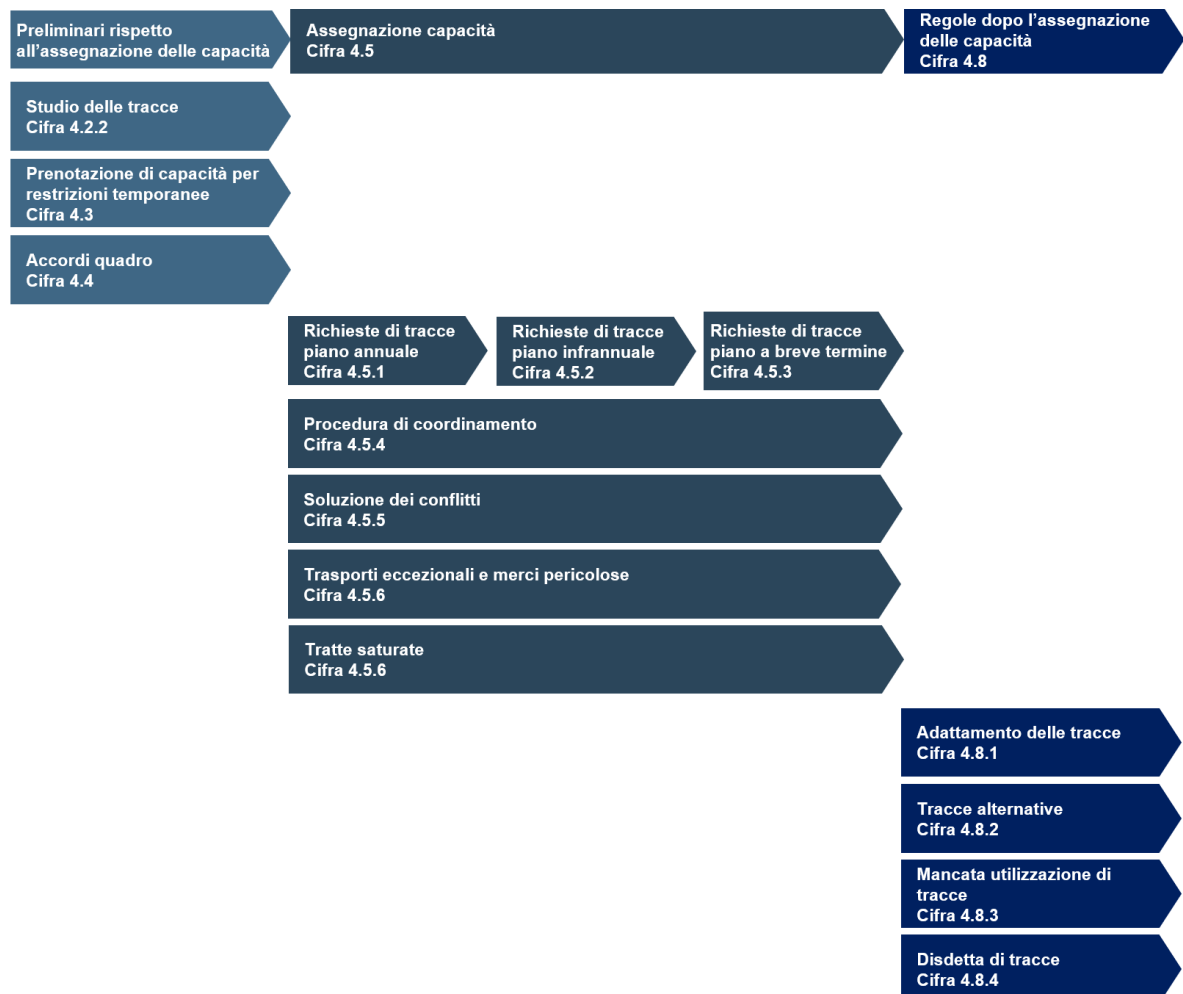 Preliminari rispetto
all’assegnazione delle capacità
Assegnazione capacità
Cifra 4.5
Regole dopo l’assegnazione
delle capacità
Cifra 4.8
Studio delle tracce
Cifra 4.2.2
Prenotazione di capacità per
restrizioni temporanee
Cifra 4.3
Accordi quadro
Cifra 4.4
Richieste di tracce
piano annuale
Cifra 4.5.1
Richieste di tracce
piano infrannuale
Cifra 4.5.2
Richieste di tracce
piano a breve termine
Cifra 4.5.3
Procedura di coordinamento
Cifra 4.5.4
Soluzione dei conflitti
Cifra 4.5.5
Trasporti eccezionali e merci pericolose
Cifra 4.5.6
Tratte saturate
Cifra 4.5.6
Adattamento delle tracce
Cifra 4.8.1
Tracce alternative
Cifra 4.8.2
Mancata utilizzazione di
tracce
Cifra 4.8.3
Disdetta di tracce
Cifra 4.8.4